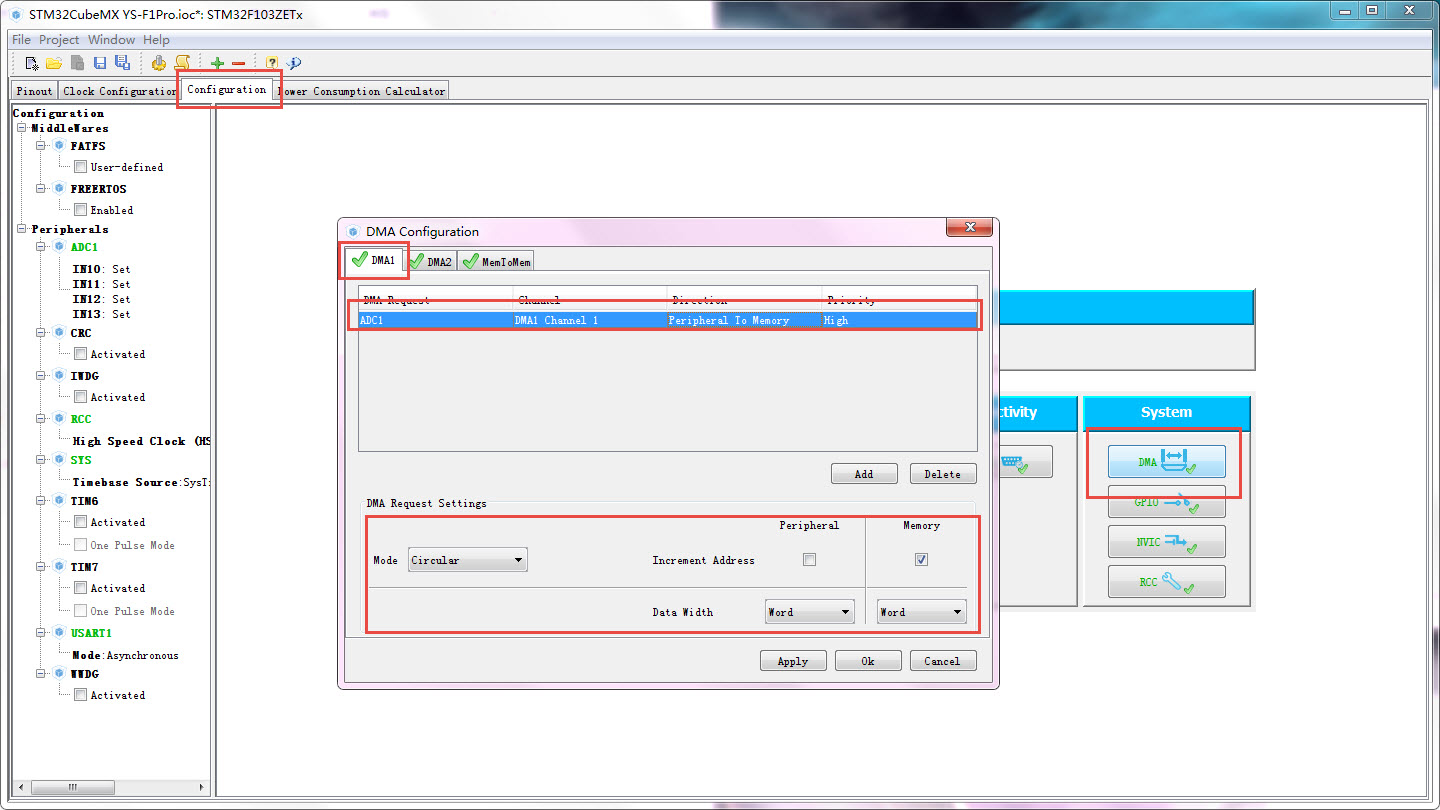 STM32CubeMX YS-F1Pro.ioc*: STM32F103ZETx
File Project Window Help
Pinout Clock Configuration Configuration ower Consumption Calculator
Configuration
MiddleWares
FATFS
User-defined
FREERTOS
Enabled
Peripherals
ADC1
IN10: Set
IN11: Set
IN12: Set
IN13: Set
CRC
Activated
IWDG
Activated
RCC
High Speed Clock (HS
SYS
Timebase Source:SysI
TIM6
Activated
One Pulse Mode
TIM7
Activated
One Pulse Mode
USART1
Mode:Asynchronous
WWDG
Activated
DMA Configuration
DMA1 DMA2 MemToMem
DMA Request Channel Direction Priority
ADC1 DMA1 Channel 1 Peripheral To Memory High
Add Delete
DMA Request Settings
Peripheral Memory
Mode Circular Increment Address
Data Width Word Word
Apply Ok Cancel
ctivity
System
DMA
GPIO
NVIC
RCC